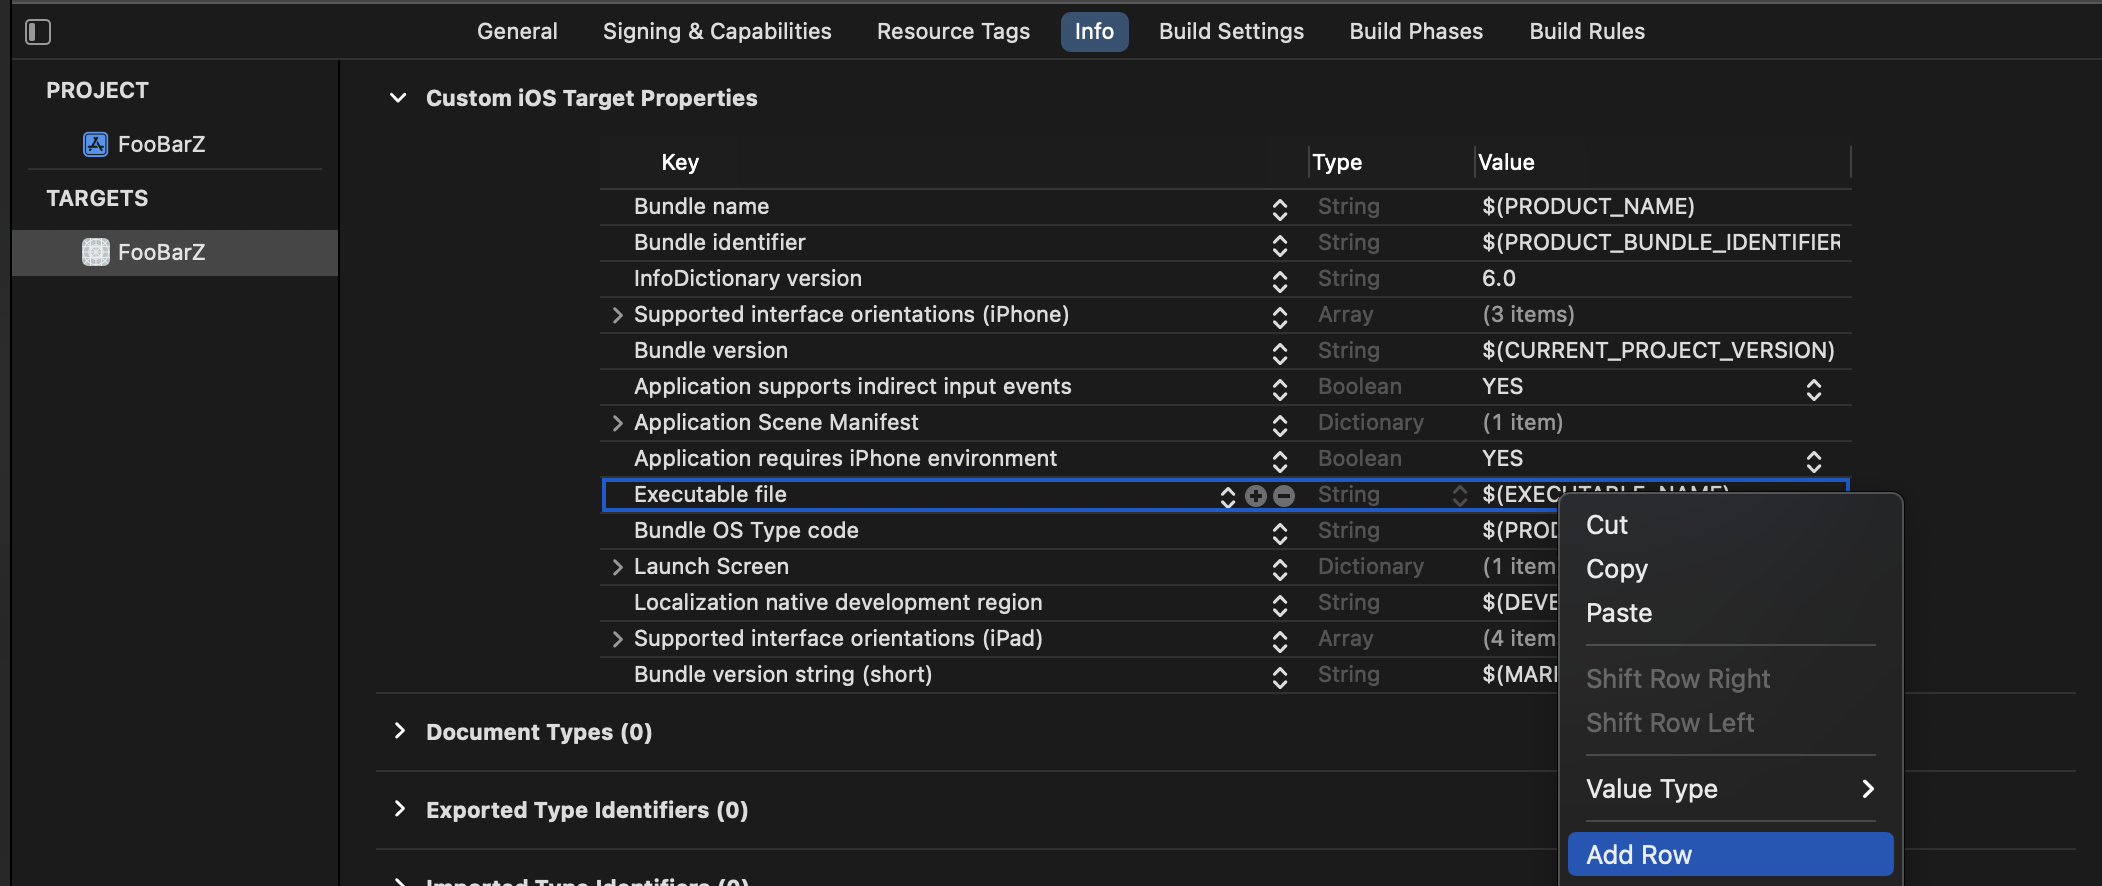 General Signing & Capabilities Resource Tags Info Build Settings Build Phases Build Rules
PROJECT
FooBarZ
TARGETS
FooBarZ
Custom iOS Target Properties
Key Type Value
Bundle name String $(PRODUCT_NAME)
Bundle identifier String $(PRODUCT_BUNDLE_IDENTIFIER
InfoDictionary version String 6.0
Supported interface orientations (iPhone) Array (3 items)
Bundle version String $(CURRENT_PROJECT_VERSION)
Application supports indirect input events Boolean YES
Application Scene Manifest Dictionary (1 item)
Application requires iPhone environment Boolean YES
Executable file String $(EXECUTABLE_NAME)
Bundle OS Type code String $(PROD
Launch Screen Dictionary (1 item
Localization native development region String $(DEVE
Supported interface orientations (iPad) Array (4 item
Bundle version string (short) String $(MARI
Document Types (0)
Exported Type Identifiers (0)
Imported Type Identifiers (0)
Cut
Copy
Paste
Shift Row Right
Shift Row Left
Value Type
Add Row